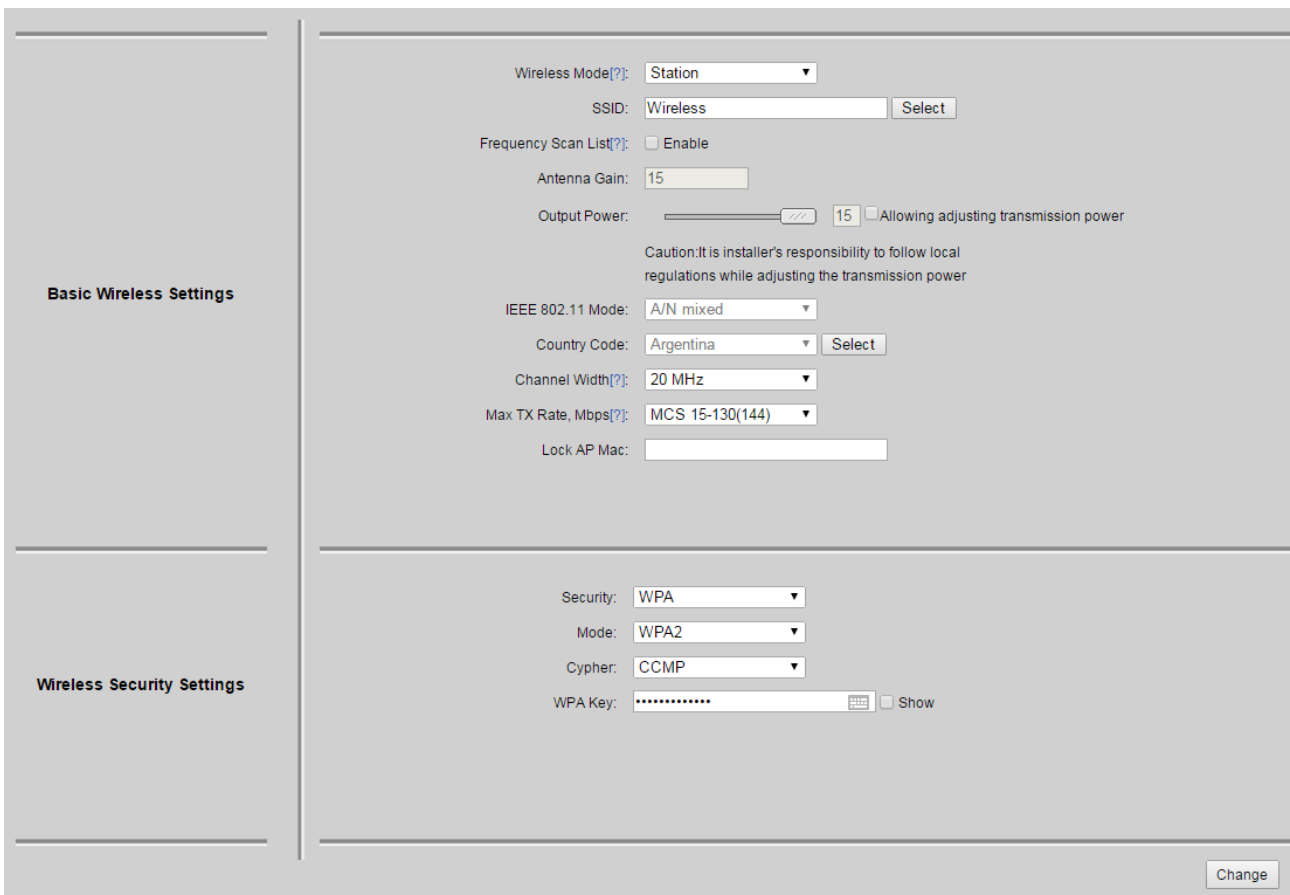 Wireless Mode[?]: Station
SSID: Wireless Select
Frequency Scan List[?]: Enable
Antenna Gain: 15
Output Power: 15 Allowing adjusting transmission power
Caution:It is installer's responsibility to follow local
regulations while adjusting the transmission power
Basic Wireless Settings
IEEE 802.11 Mode: A/N mixed
Country Code: Argentina Select
Channel Width[?]: 20 MHz
Max TX Rate, Mbps[?]: MCS 15-130(144)
Lock AP Mac:
Security: WPA
Mode: WPA2
Cypher: CCMP
Wireless Security Settings
WPA Key: ••••••••••••• Show
Change